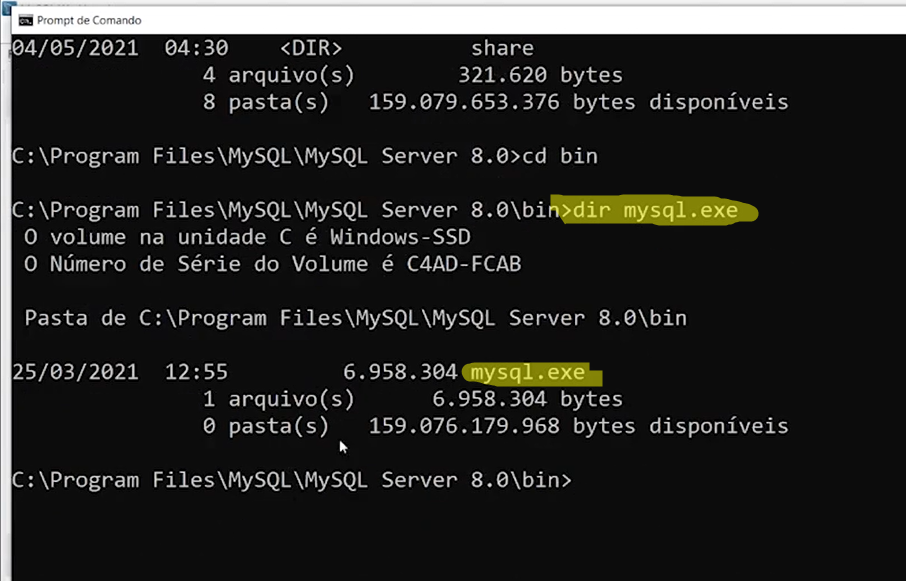 Prompt de Comando
04/05/2021  04:30    <DIR>          share
               4 arquivo(s)        321.620 bytes
               8 pasta(s)   159.079.653.376 bytes disponíveis
C:\Program Files\MySQL\MySQL Server 8.0>cd bin
C:\Program Files\MySQL\MySQL Server 8.0\bin>dir mysql.exe
 O volume na unidade C é Windows-SSD
 O Número de Série do Volume é C4AD-FCAB
 Pasta de C:\Program Files\MySQL\MySQL Server 8.0\bin
25/03/2021  12:55         6.958.304 mysql.exe
               1 arquivo(s)      6.958.304 bytes
               0 pasta(s)   159.076.179.968 bytes disponíveis
C:\Program Files\MySQL\MySQL Server 8.0\bin>